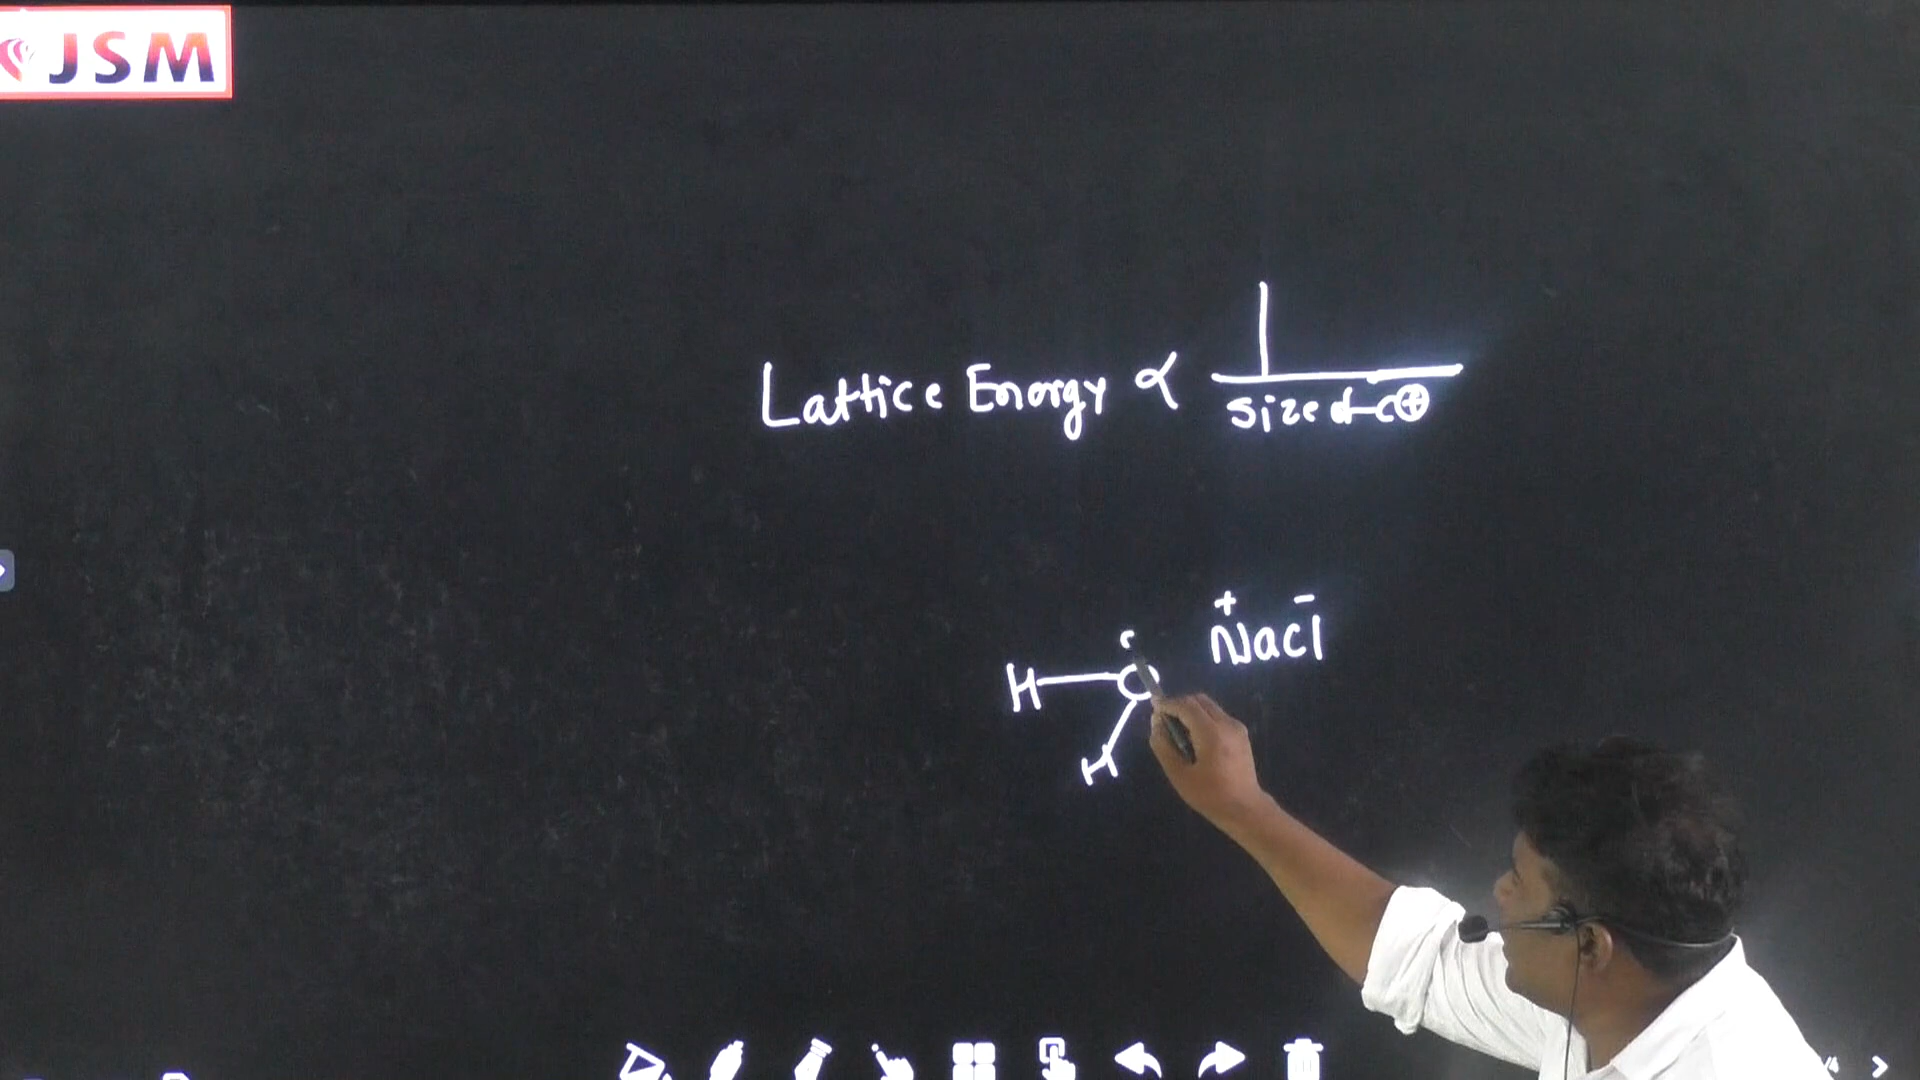 JSM
Lattice Energy ∝ 1
size of c⊕
+ −
NaCl
H O
H